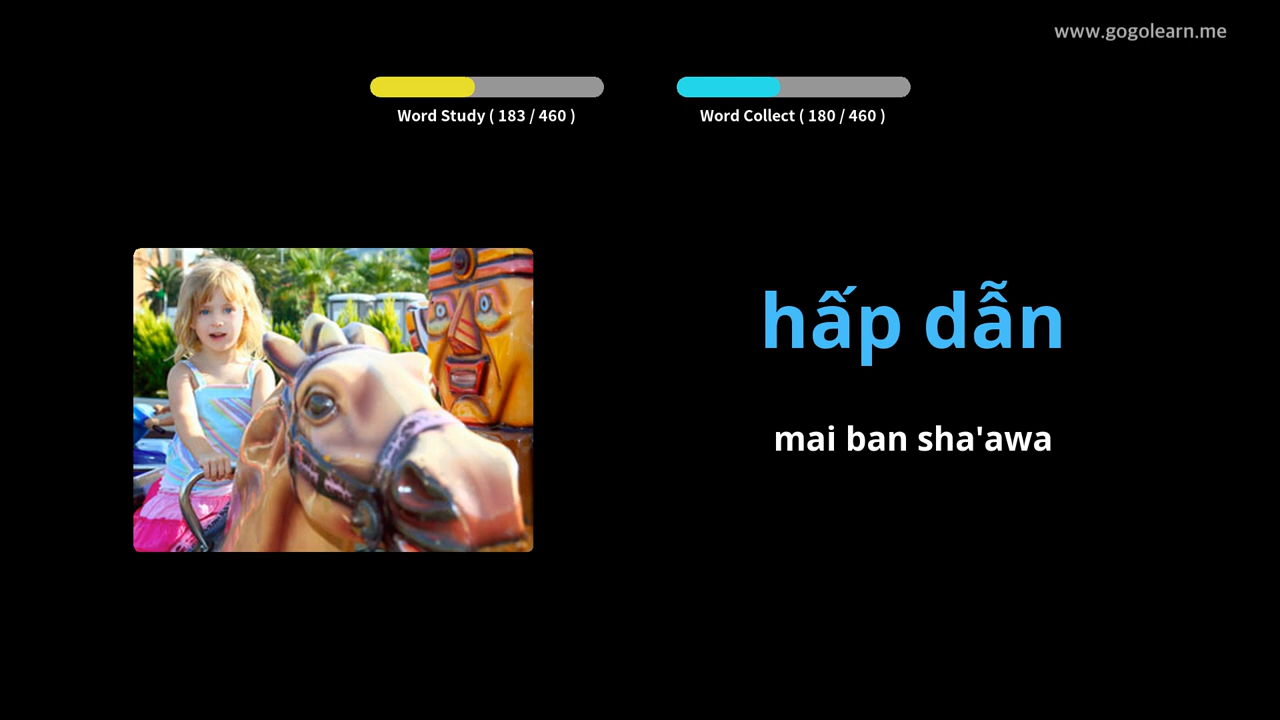 www.gogolearn.me
Word Study ( 183 / 460 )
Word Collect ( 180 / 460 )
hấp dẫn
mai ban sha'awa